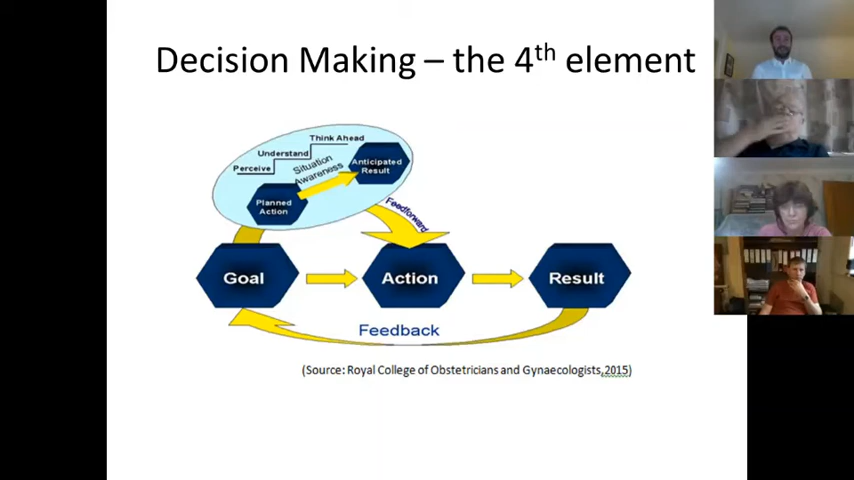 Decision Making – the 4th element
Think Ahead
Understand
Perceive
Situation
Awareness
Anticipated
Result
Planned
Action
Feedforward
Goal
Action
Result
Feedback
(Source: Royal College of Obstetricians and Gynaecologists,2015)